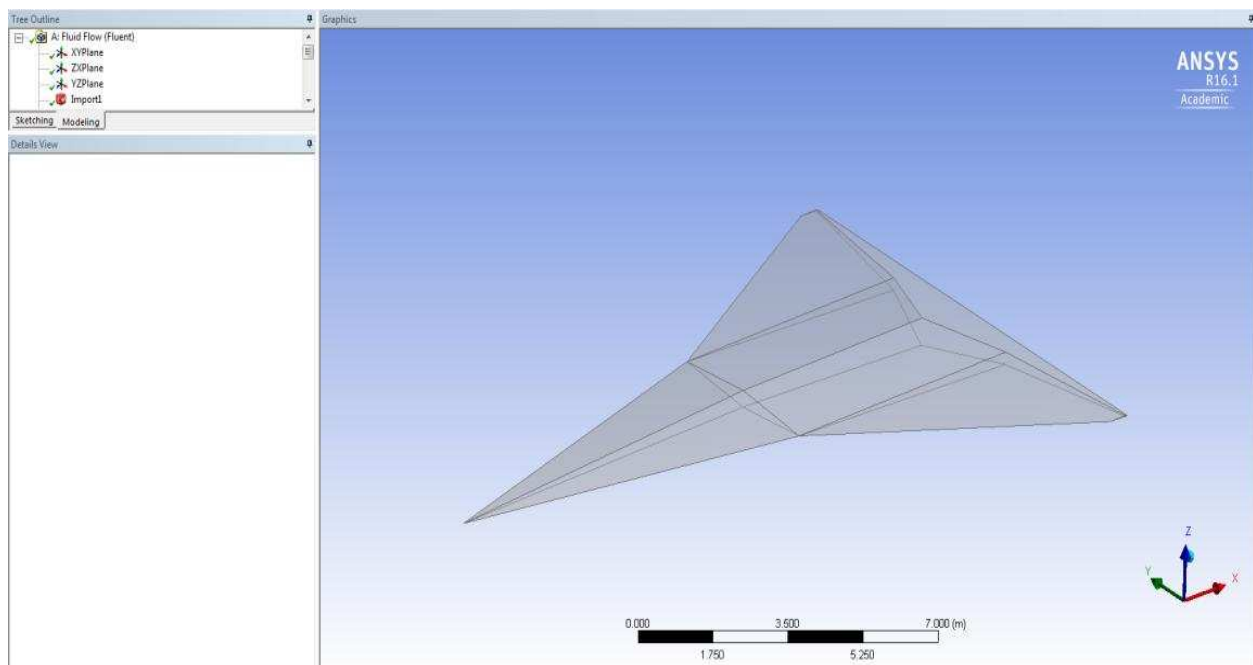 Tree Outline
A: Fluid Flow (Fluent)
XYPlane
ZXPlane
YZPlane
Import1
Sketching Modeling
Details View
Graphics
ANSYS
R16.1
Academic
Z
Y
X
0.000 3.500 7.000 (m)
1.750 5.250